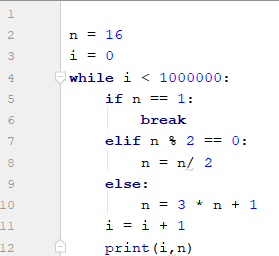 1
2 n = 16
3 i = 0
4 while i < 1000000:
5 if n == 1:
6 break
7 elif n % 2 == 0:
8 n = n/ 2
9 else:
10 n = 3 * n + 1
11 i = i + 1
12 print(i,n)